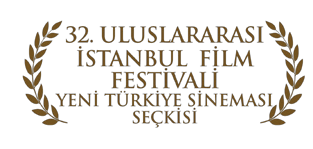 32. ULUSLARARASI
İSTANBUL FİLM
FESTİVALİ
YENİ TÜRKİYE SİNEMASI
SEÇKİSİ